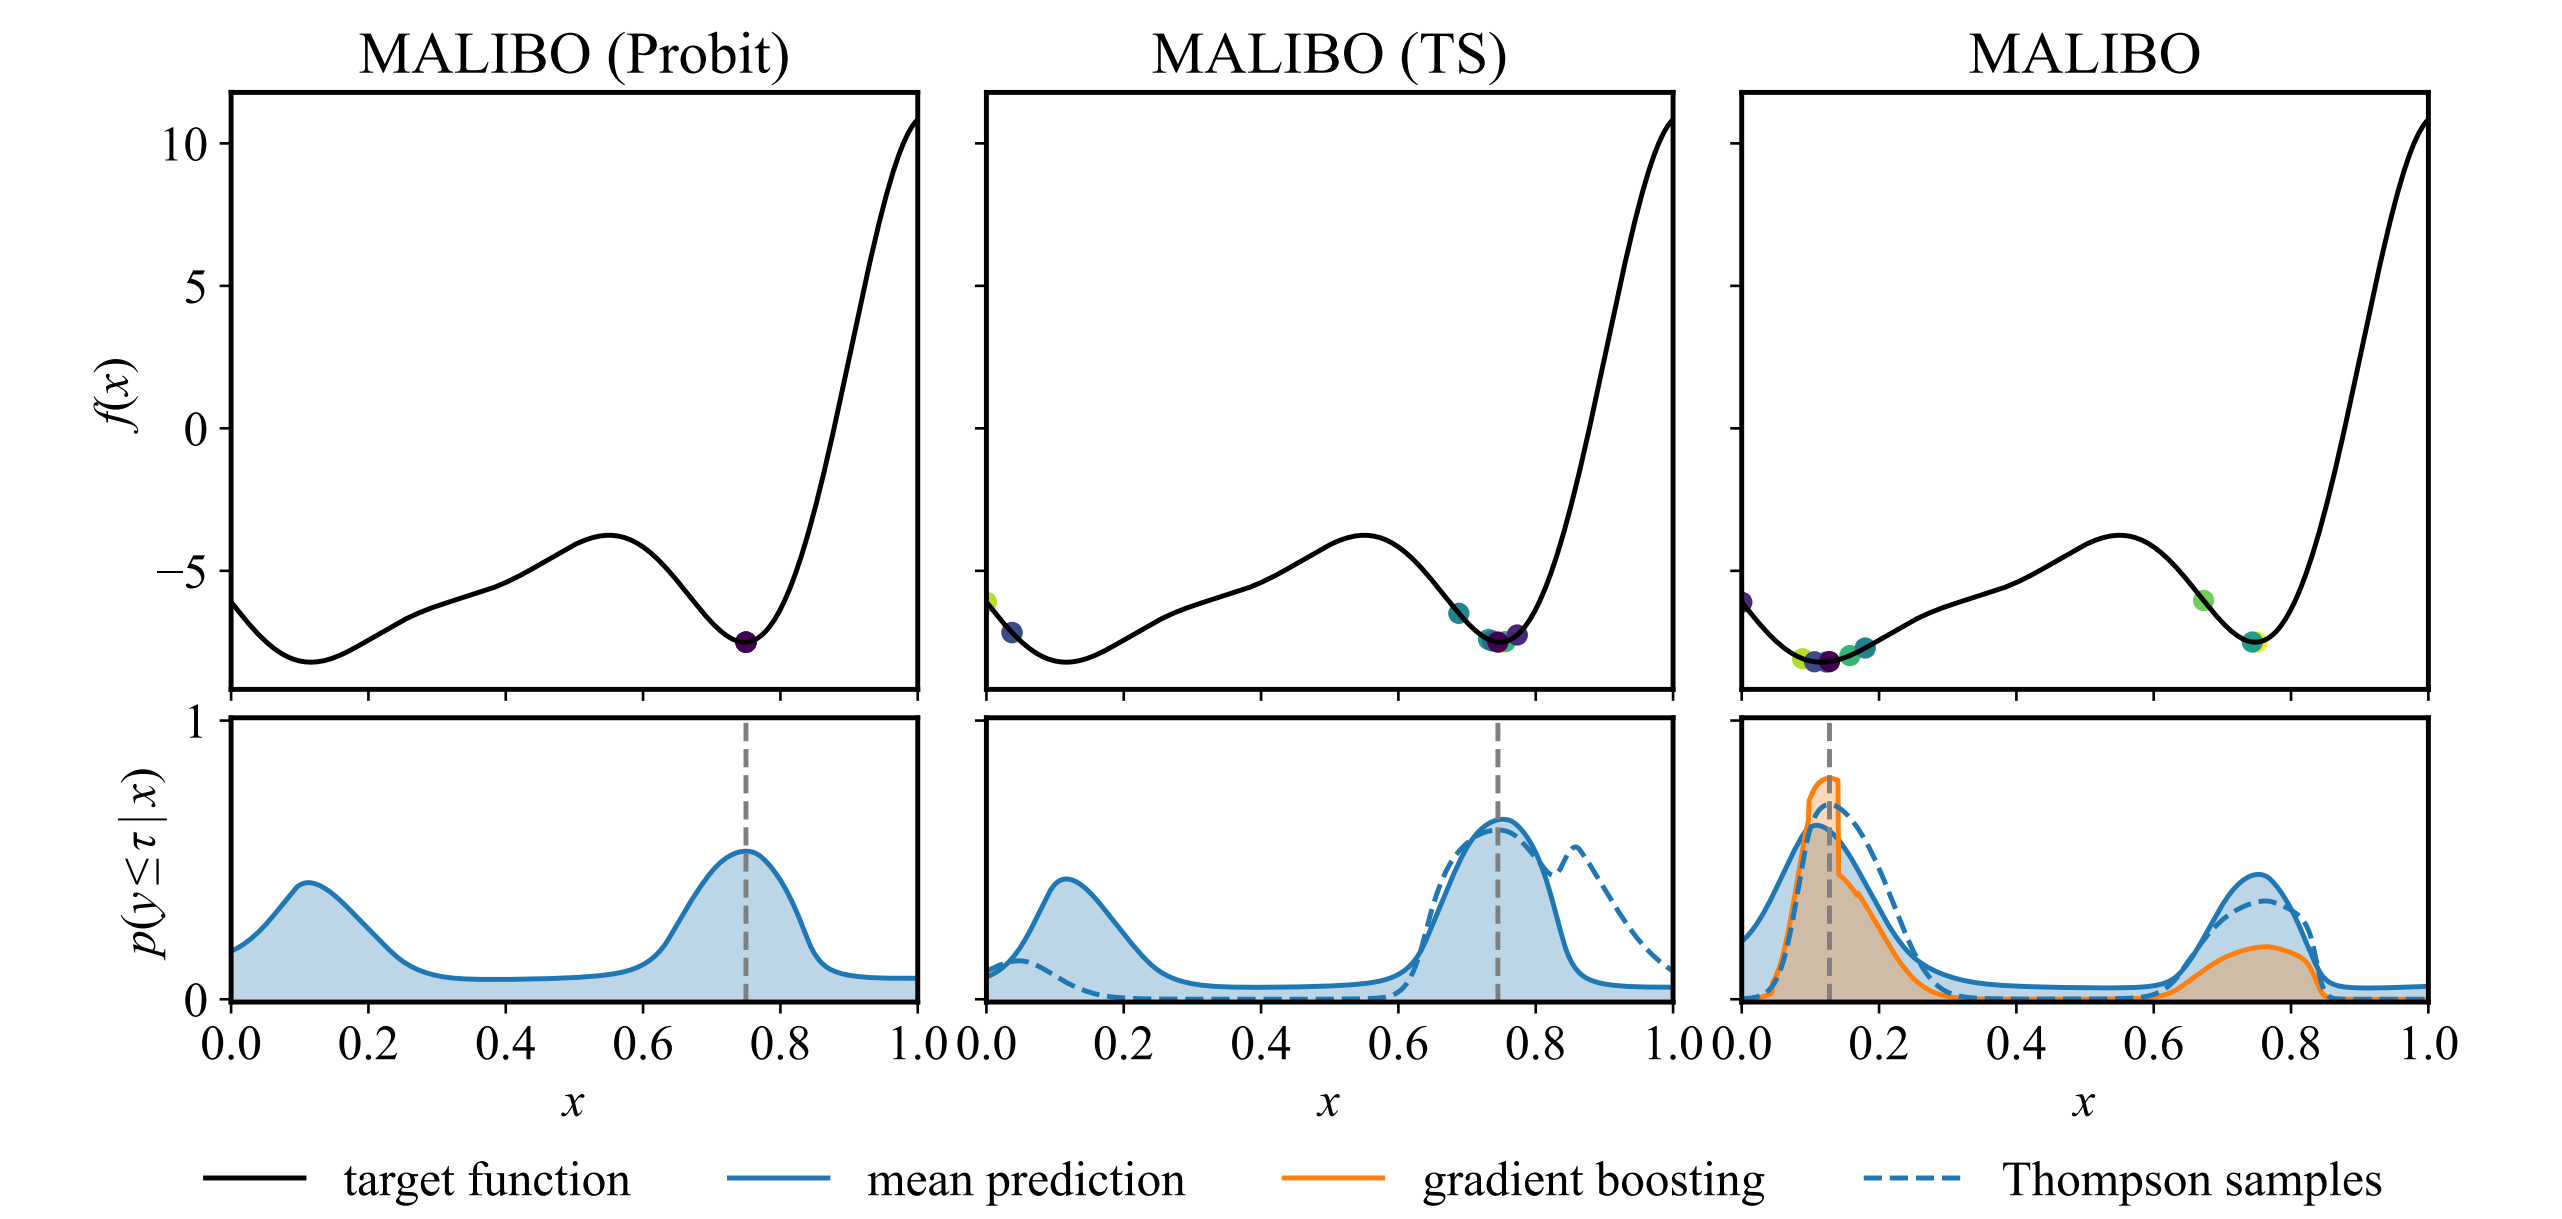 MALIBO (Probit) MALIBO (TS) MALIBO
10
5
0
−5
f(x)
1
0
p(y≤τ|x)
0.0 0.2 0.4 0.6 0.8 1.0 0.0 0.2 0.4 0.6 0.8 1.0 0.0 0.2 0.4 0.6 0.8 1.0
x x x
target function mean prediction gradient boosting Thompson samples